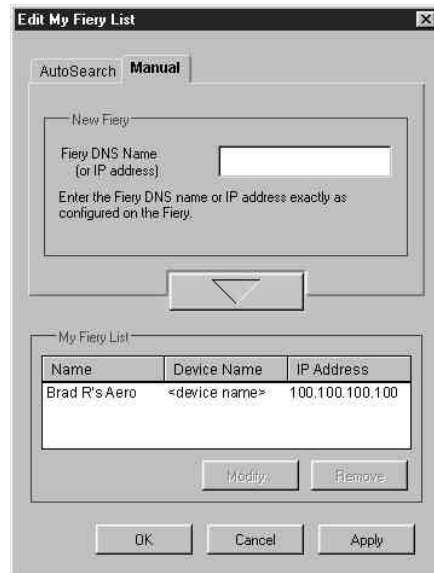 Edit My Fiery List
AutoSearch Manual
New Fiery
Fiery DNS Name
(or IP address)
Enter the Fiery DNS name or IP address exactly as
configured on the Fiery.
My Fiery List
Name Device Name IP Address
Brad R's Aero <device name> 100.100.100.100
Modify. Remove
OK Cancel Apply